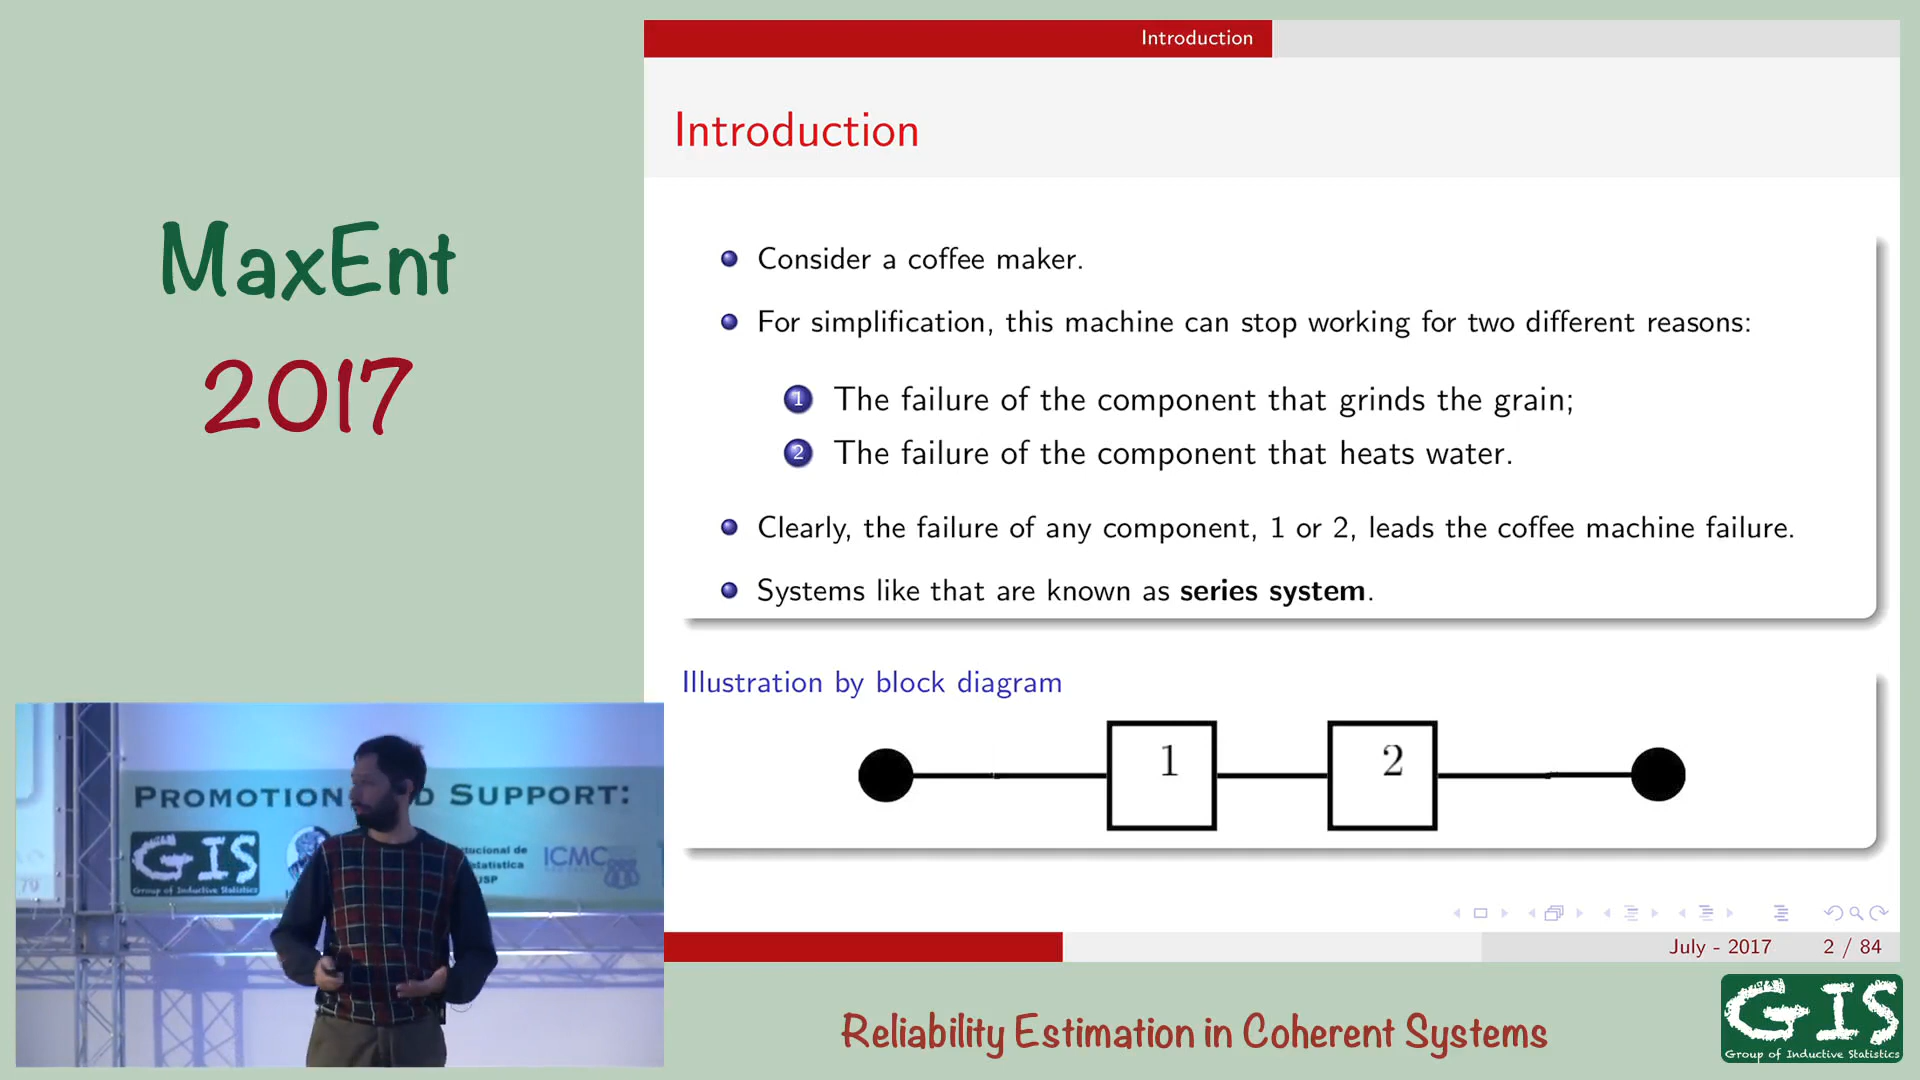 MaxEnt
2017
Introduction
Introduction
Consider a coffee maker.
For simplification, this machine can stop working for two different reasons:
1 The failure of the component that grinds the grain;
2 The failure of the component that heats water.
Clearly, the failure of any component, 1 or 2, leads the coffee machine failure.
Systems like that are known as series system.
Illustration by block diagram
1
2
July - 2017 2 / 84
PROMOTION SUPPORT:
GIS
Group of Inductive Statistics
ICMC
USP
79
Reliability Estimation in Coherent Systems
GIS
Group of Inductive Statistics